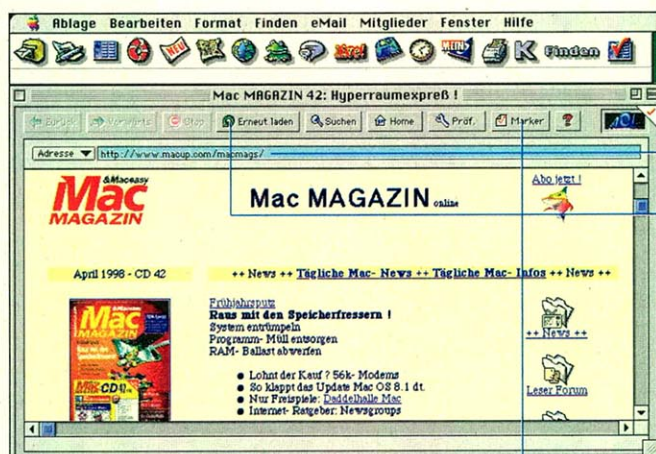 Ablage Bearbeiten Format Finden eMail Mitglieder Fenster Hilfe
NEU MEIN K Finden
Mac MAGAZIN 42: Hyperraumexpreß !
Zurück Vorwärts Stop Erneut laden Suchen Home Präf. Marker ?
Adresse http://www.macup.com/macmags/
&Maceasy
Mac
MAGAZIN
Mac MAGAZIN online
Abo jetzt !
April 1998 - CD 42
++ News ++ Tägliche Mac- News ++ Tägliche Mac- Infos ++ News ++
Frühjahrsputz
Raus mit den Speicherfressern !
System entrümpeln
Programm- Müll entsorgen
RAM- Ballast abwerfen
Lohnt der Kauf ? 56k- Modems
So klappt das Update Mac OS 8.1 dt.
Nur Freispiele: Daddelhalle Mac
Internet- Ratgeber: Newsgroups
Mac
MAGAZIN
++ News ++
Leser Forum